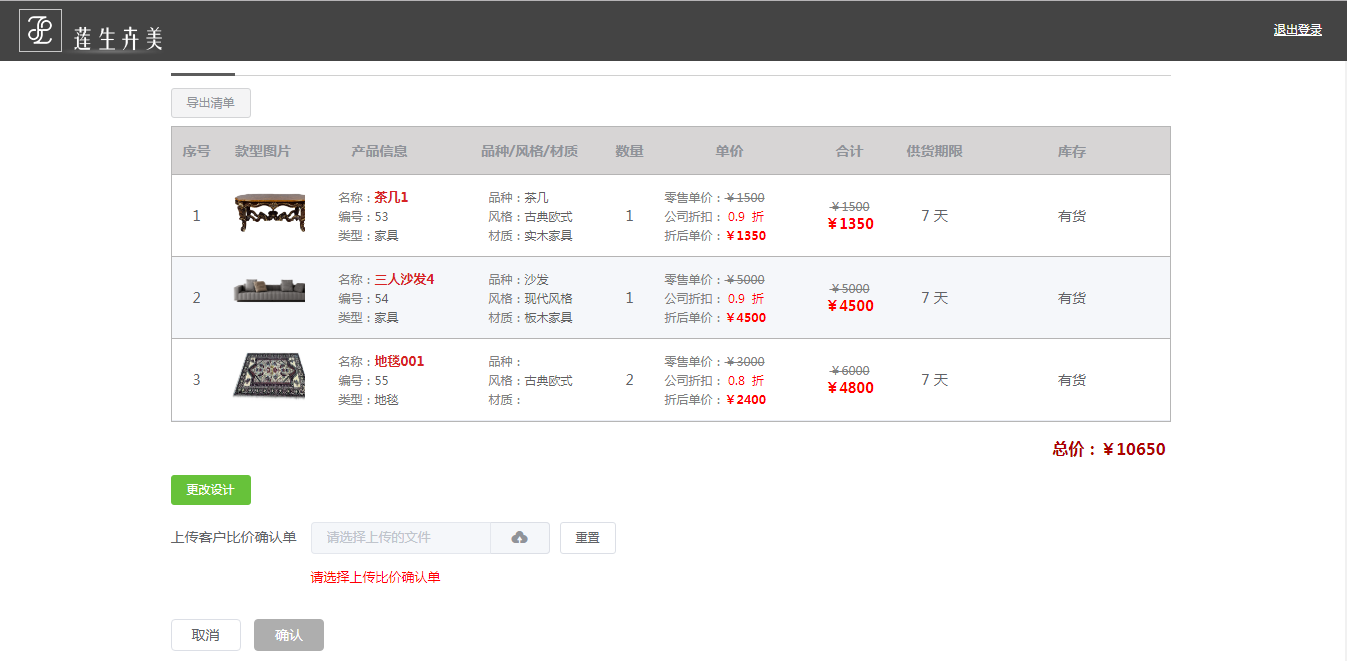 莲生卉美
退出登录
导出清单
序号 款型图片 产品信息 品种/风格/材质 数量 单价 合计 供货期限 库存
1
名称：茶几1
编号：53
类型：家具
品种：茶几
风格：古典欧式
材质：实木家具
1
零售单价：￥1500
公司折扣： 0.9 折
折后单价：￥1350
￥1500
￥1350
7 天
有货
2
名称：三人沙发4
编号：54
类型：家具
品种：沙发
风格：现代风格
材质：板木家具
1
零售单价：￥5000
公司折扣： 0.9 折
折后单价：￥4500
￥5000
￥4500
7 天
有货
3
名称：地毯001
编号：55
类型：地毯
品种：
风格：古典欧式
材质：
2
零售单价：￥3000
公司折扣： 0.8 折
折后单价：￥2400
￥6000
￥4800
7 天
有货
总价：￥10650
更改设计
上传客户比价确认单 请选择上传的文件 重置
请选择上传比价确认单
取消 确认